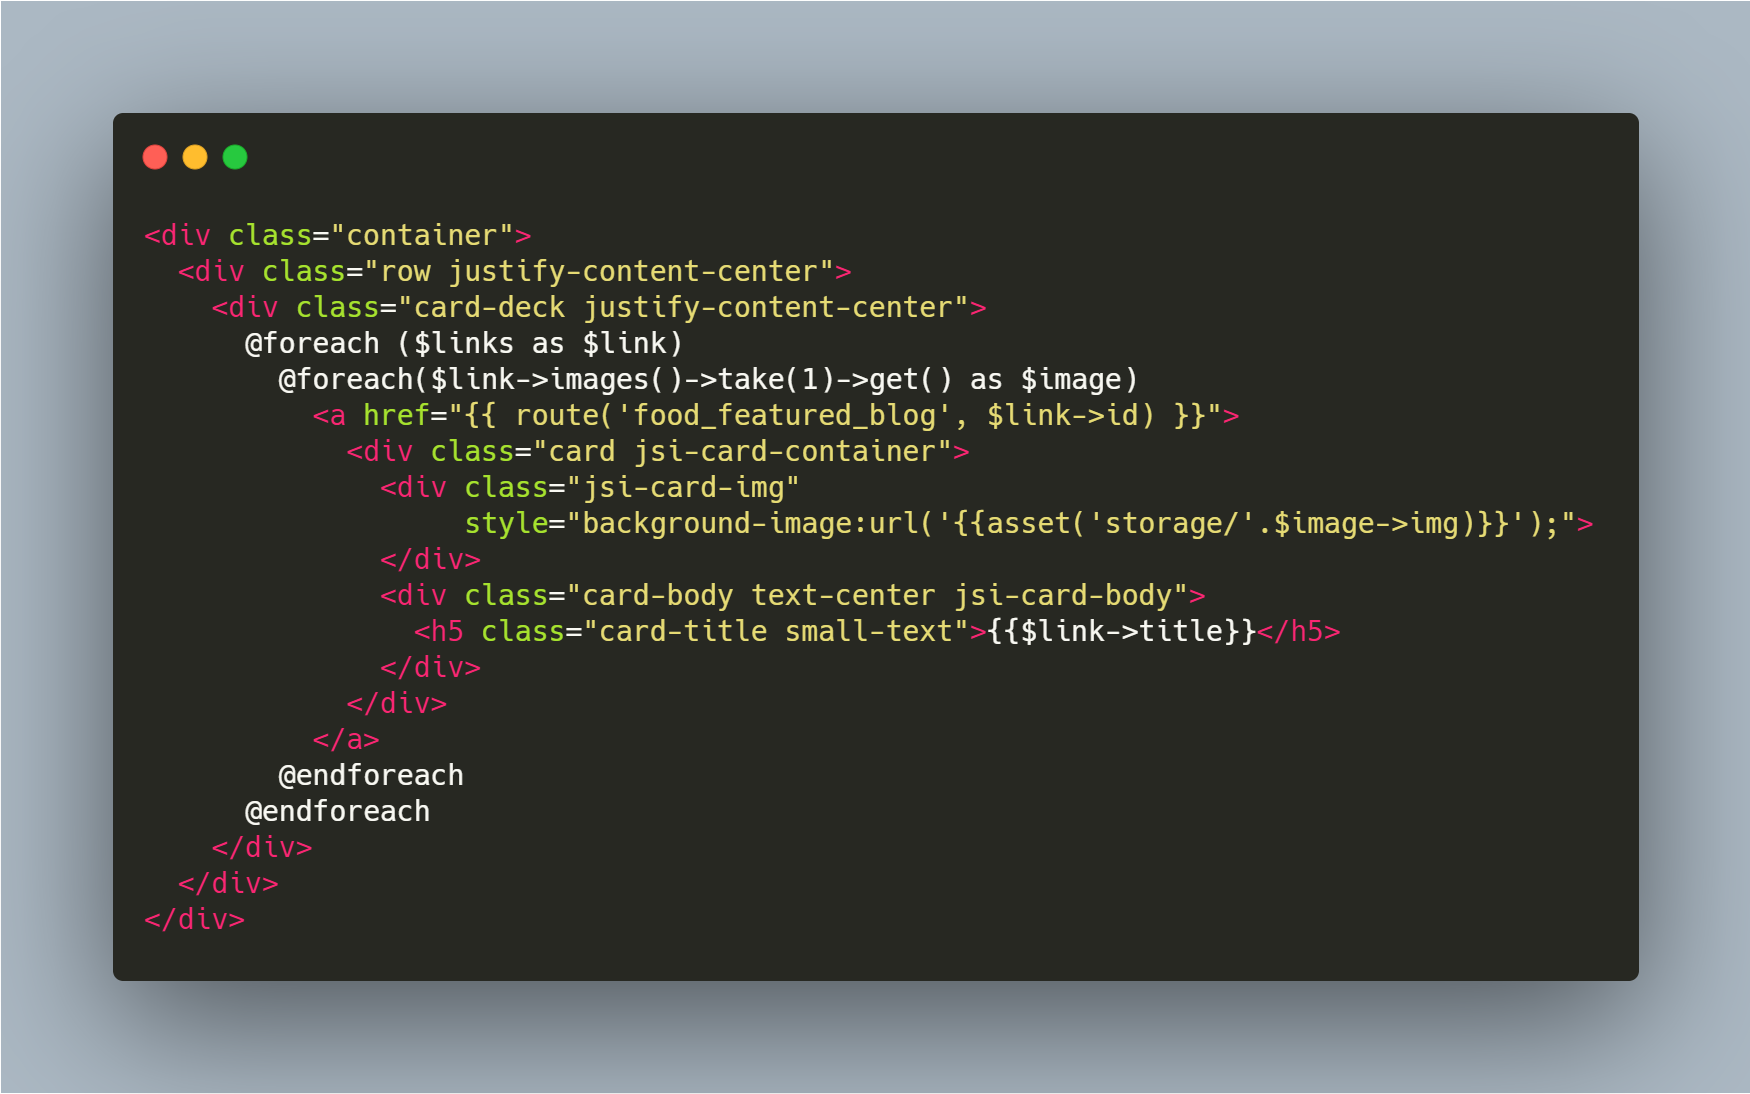 <div class="container">
  <div class="row justify-content-center">
    <div class="card-deck justify-content-center">
      @foreach ($links as $link)
        @foreach($link->images()->take(1)->get() as $image)
          <a href="{{ route('food_featured_blog', $link->id) }}">
            <div class="card jsi-card-container">
              <div class="jsi-card-img"
                   style="background-image:url('{{asset('storage/'.$image->img)}}');">
              </div>
              <div class="card-body text-center jsi-card-body">
                <h5 class="card-title small-text">{{$link->title}}</h5>
              </div>
            </div>
          </a>
        @endforeach
      @endforeach
    </div>
  </div>
</div>